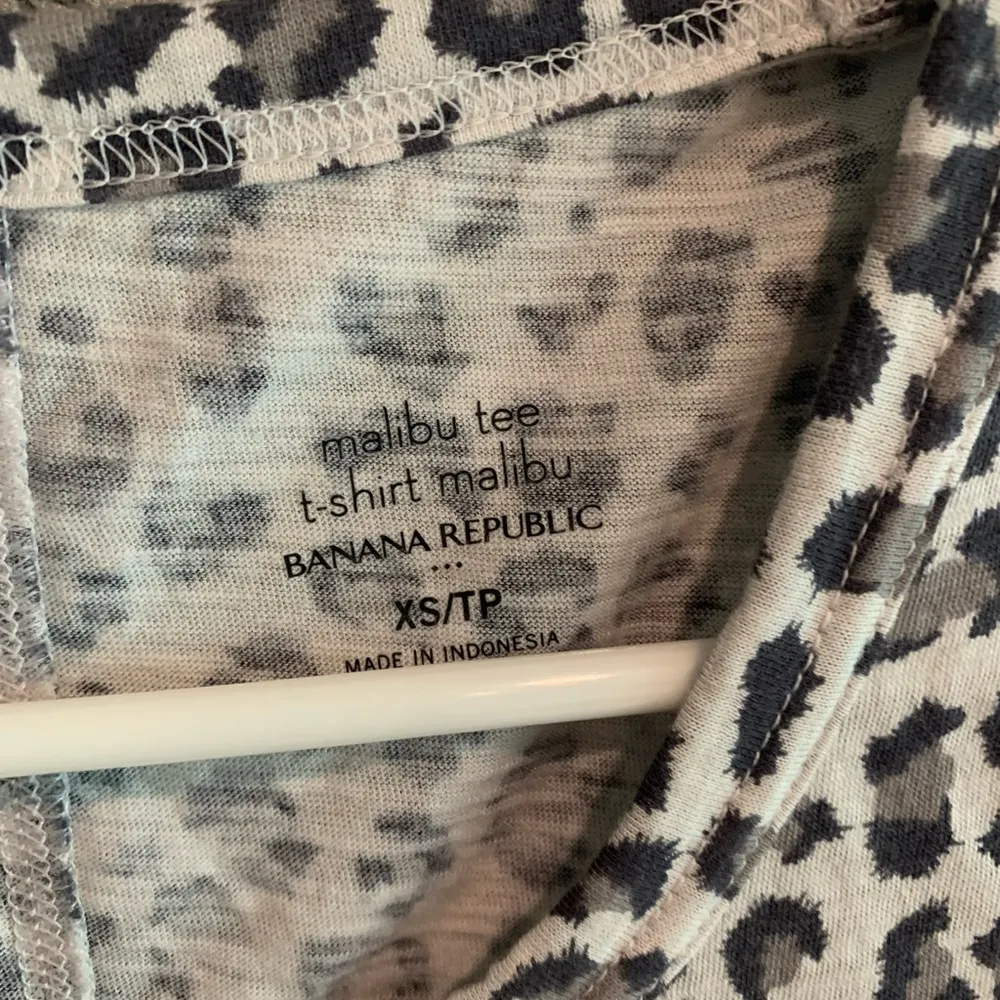 malibu tee
t-shirt malibu
BANANA REPUBLIC
XS/TP
MADE IN INDONESIA